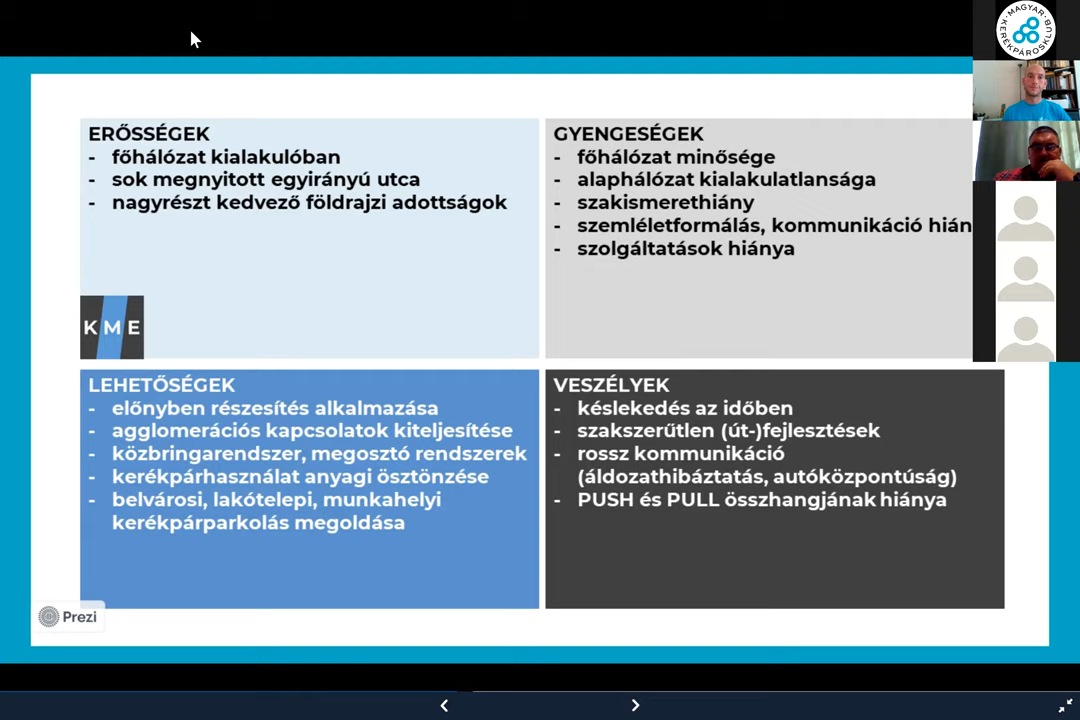 MAGYAR
KERÉKPÁROSKLUB
ERŐSSÉGEK
- főhálózat kialakulóban
- sok megnyitott egyirányú utca
- nagyrészt kedvező földrajzi adottságok
KME
GYENGESÉGEK
- főhálózat minősége
- alaphálózat kialakulatlansága
- szakismerethiány
- szemléletformálás, kommunikáció hián
- szolgáltatások hiánya
LEHETŐSÉGEK
- előnyben részesítés alkalmazása
- agglomerációs kapcsolatok kiteljesítése
- közbringarendszer, megosztó rendszerek
- kerékpárhasználat anyagi ösztönzése
- belvárosi, lakótelepi, munkahelyi
kerékpárparkolás megoldása
VESZÉLYEK
- késlekedés az időben
- szakszerűtlen (út-)fejlesztések
- rossz kommunikáció
(áldozathibáztatás, autóközpontúság)
- PUSH és PULL összhangjának hiánya
Prezi